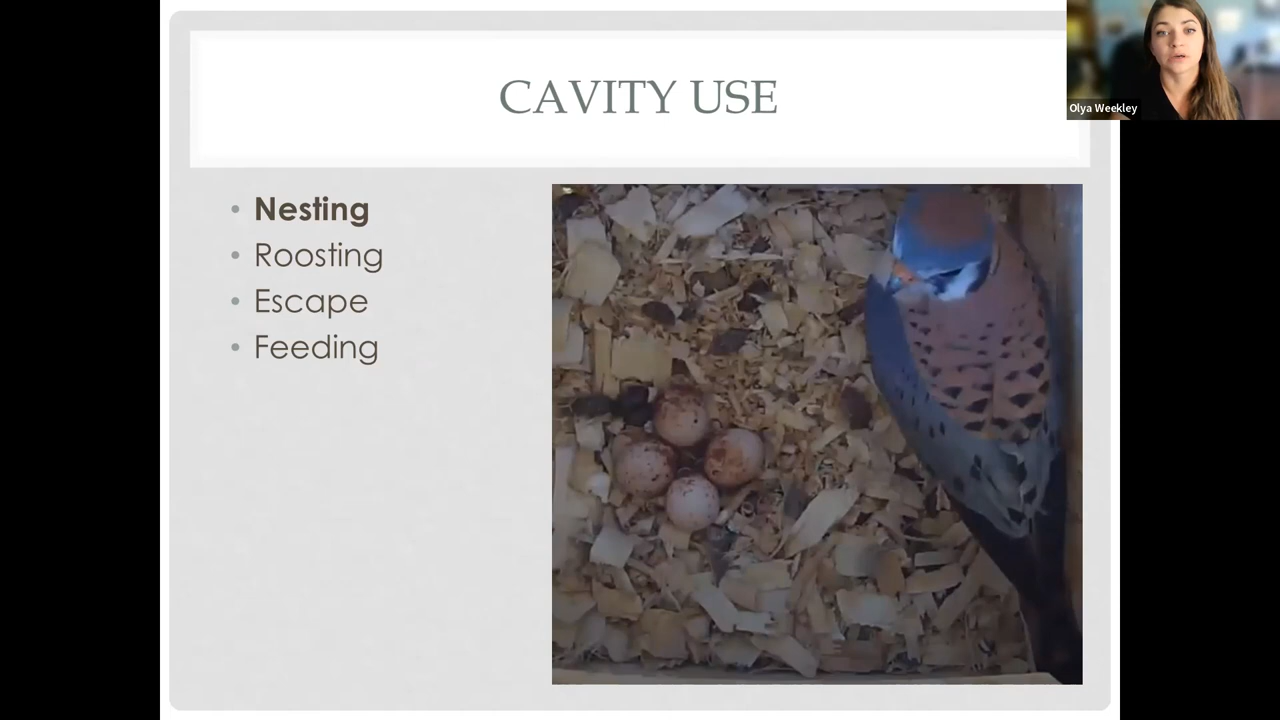 CAVITY USE
Olya Weekley
• Nesting
• Roosting
• Escape
• Feeding